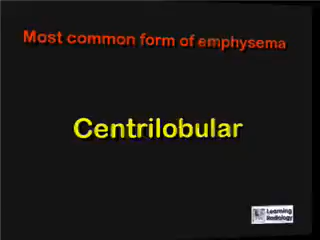 Most common form of emphysema
Centrilobular
Learning
Radiology